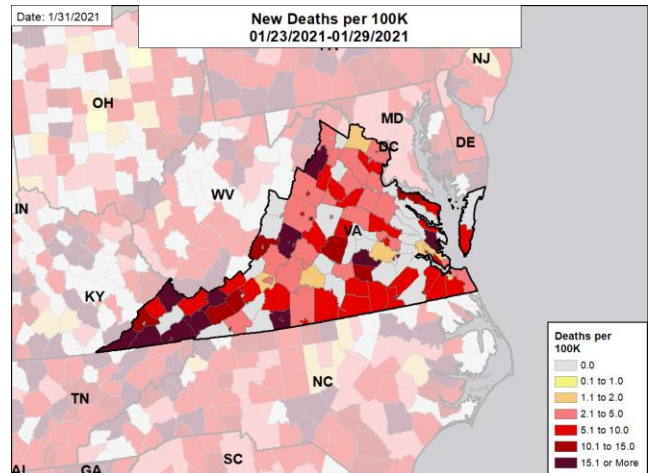 Date: 1/31/2021
New Deaths per 100K
01/23/2021-01/29/2021
PA
NJ
OH
MD
DC
DE
WV
IN
VA
KY
TN
NC
SC
AL
GA
Deaths per
100K
0.0
0.1 to 1.0
1.1 to 2.0
2.1 to 5.0
5.1 to 10.0
10.1 to 15.0
15.1 or More